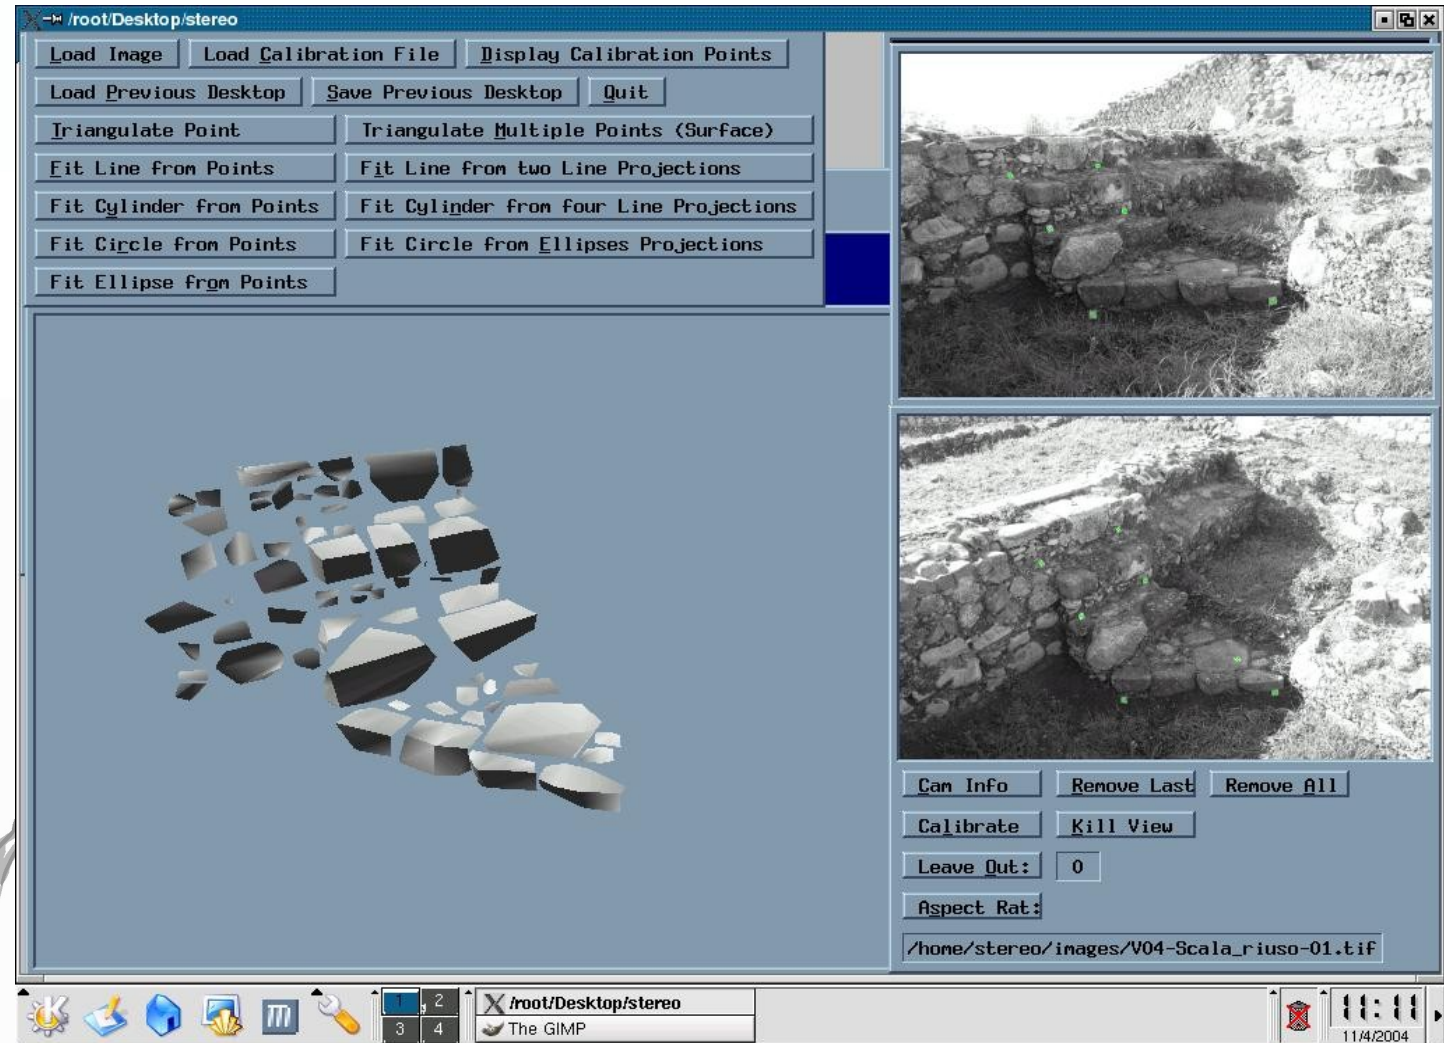 /root/Desktop/stereo
Load Image Load Calibration File Display Calibration Points
Load Previous Desktop Save Previous Desktop Quit
Triangulate Point Triangulate Multiple Points (Surface)
Fit Line from Points Fit Line from two Line Projections
Fit Cylinder from Points Fit Cylinder from four Line Projections
Fit Circle from Points Fit Circle from Ellipses Projections
Fit Ellipse from Points
Cam Info Remove Last Remove All
Calibrate Kill View
Leave Out: 0
Aspect Rat:
/home/stereo/images/V04-Scala_riuso-01.tif
1 2 /root/Desktop/stereo
3 4 The GIMP
11:11
11/4/2004